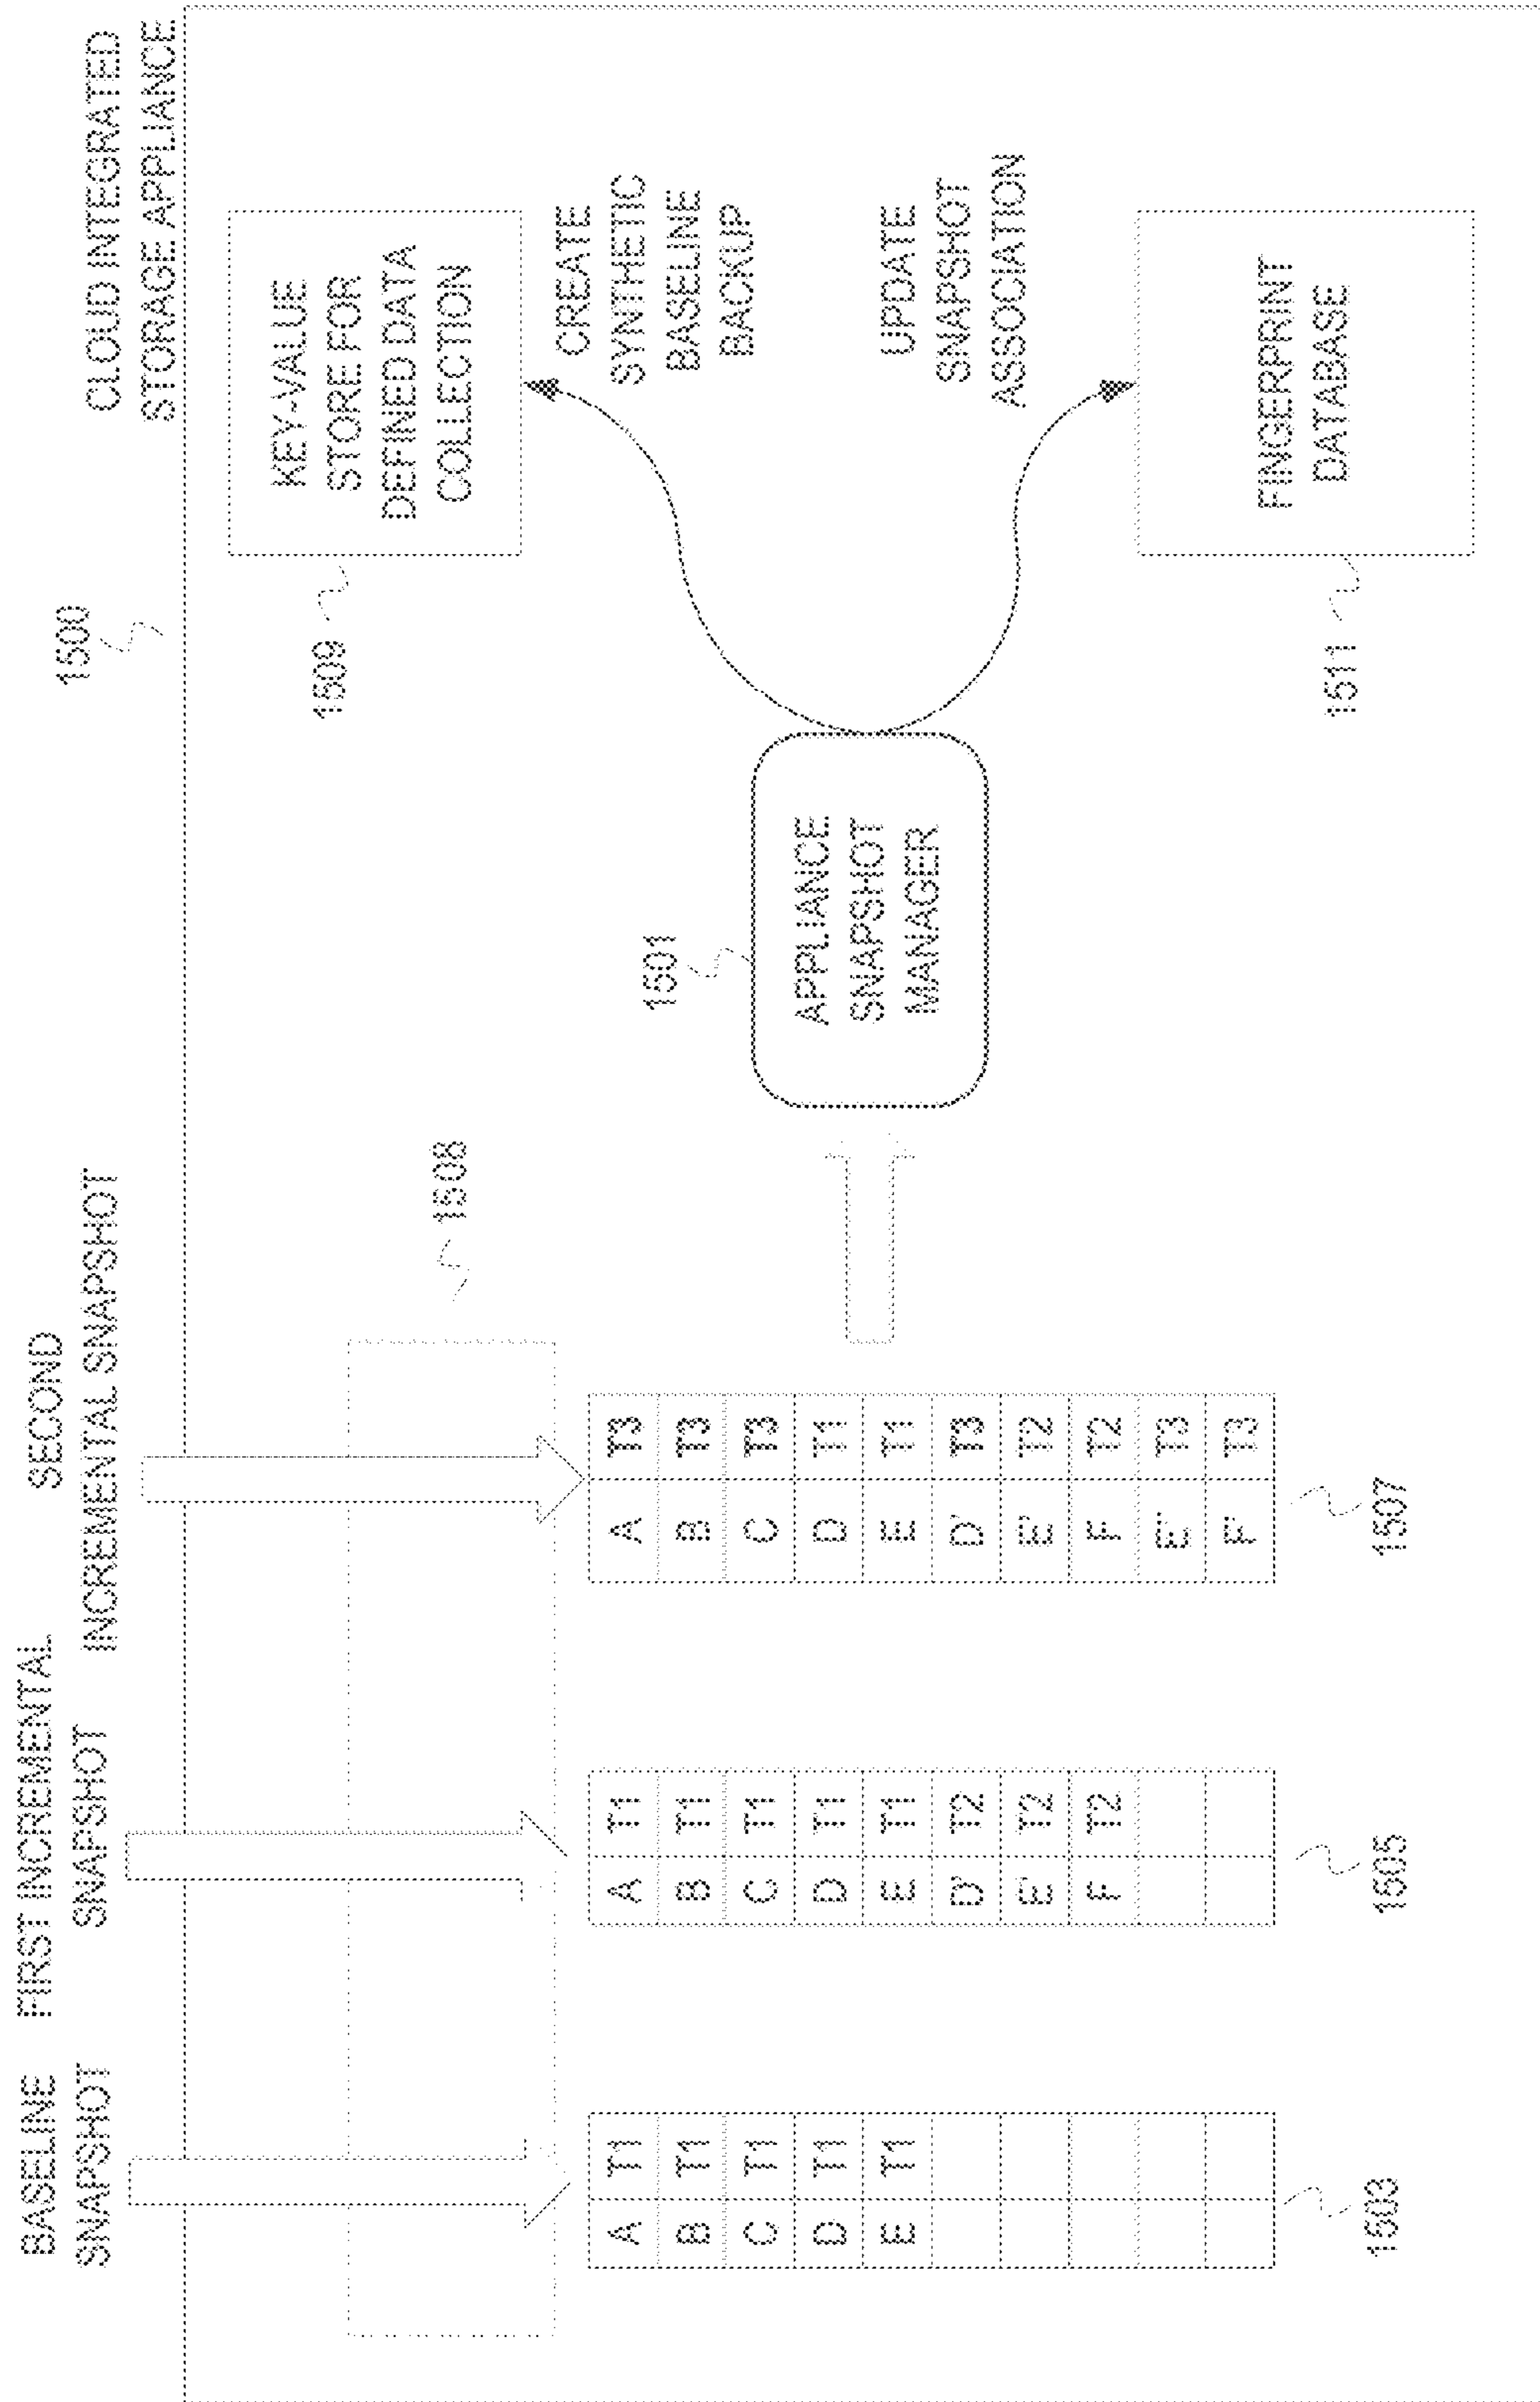 BASELINE
SNAPSHOT
FIRST INCREMENTAL
SNAPSHOT
SECOND
INCREMENTAL SNAPSHOT
1500
CLOUD INTEGRATED
STORAGE APPLIANCE
1508
A T1
B T1
C T1
D T1
E T1
1503
A T1
B T1
C T1
D T1
E T1
D' T2
E' T2
F T2
1505
A T3
B T3
C T3
D T1
E T1
D' T3
E' T2
F T2
E'' T3
F' T3
1507
1501
APPLIANCE
SNAPSHOT
MANAGER
1509
KEY-VALUE
STORE FOR
DEFINED DATA
COLLECTION
CREATE
SYNTHETIC
BASELINE
BACKUP
UPDATE
SNAPSHOT
ASSOCIATION
1511
FINGERPRINT
DATABASE